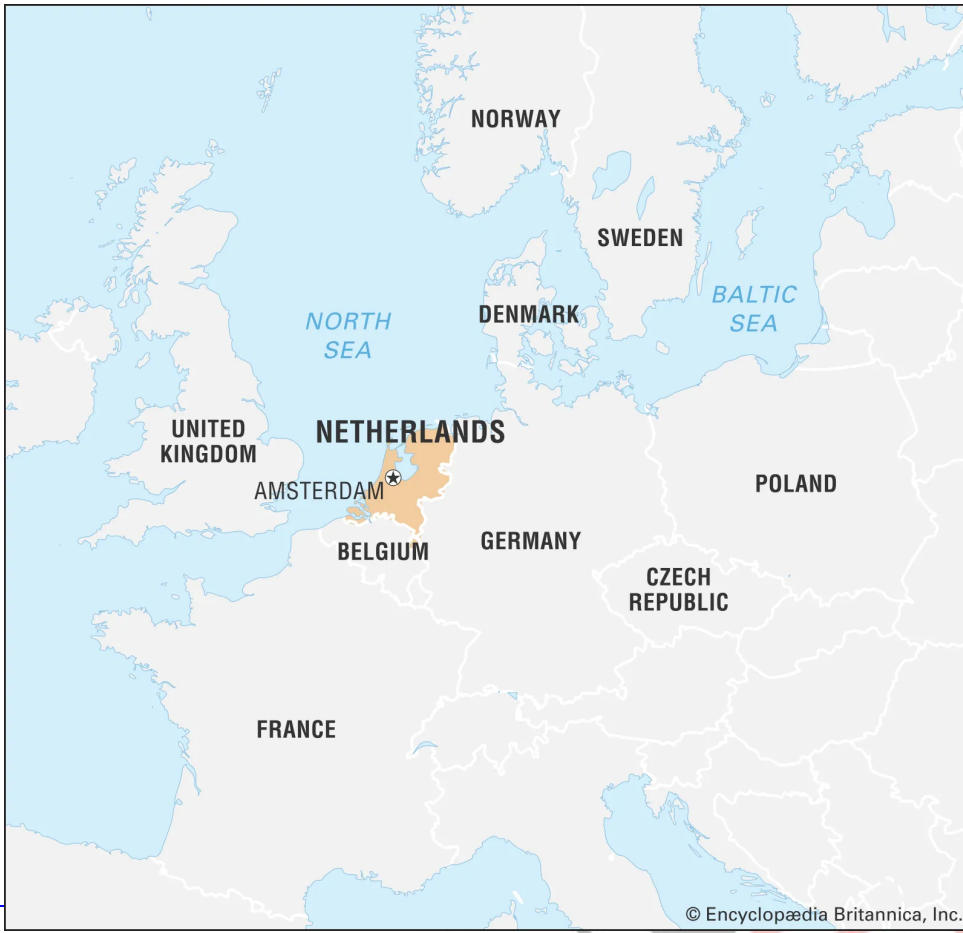 NORWAY
SWEDEN
BALTIC
SEA
DENMARK
NORTH
SEA
UNITED
KINGDOM
NETHERLANDS
AMSTERDAM
POLAND
BELGIUM
GERMANY
CZECH
REPUBLIC
FRANCE
© Encyclopædia Britannica, Inc.